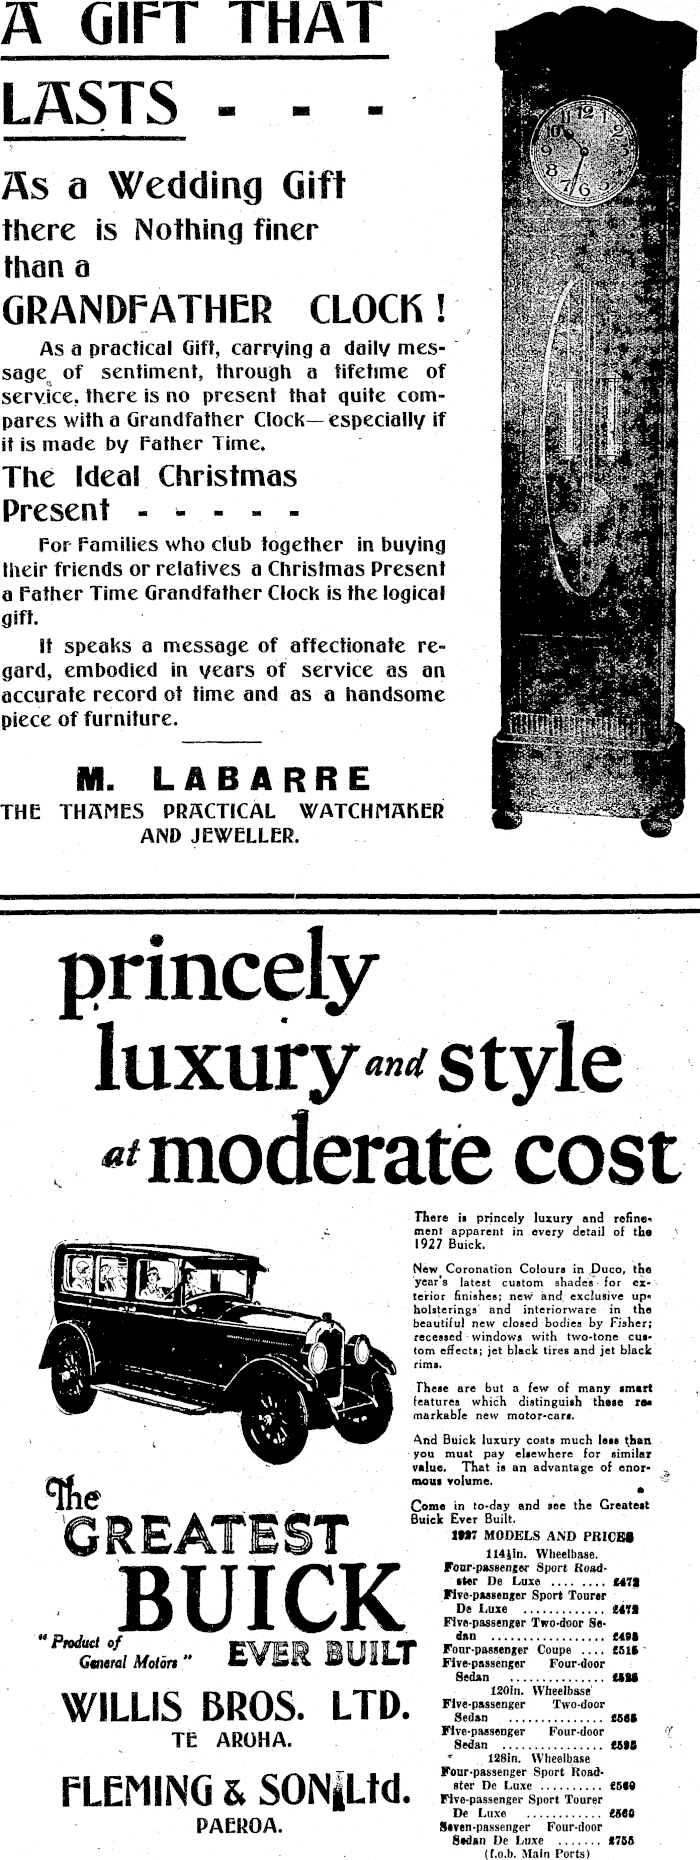 A GIFT THAT
LASTS - - -
As a Wedding Gift
there is Nothing finer
than a
GRANDFATHER CLOCK!
As a practical Gift, carrying a daily mes-
sage of sentiment, through a lifetime of
service, there is no present that quite com-
pares with a Grandfather Clock—especially if
it is made by Father Time.
The Ideal Christmas
Present - - - - -
For Families who club together in buying
their friends or relatives a Christmas Present
a Father Time Grandfather Clock is the logical
gift.
It speaks a message of affectionate re-
gard, embodied in years of service as an
accurate record of time and as a handsome
piece of furniture.
M. LABARRE
THE THAMES PRACTICAL WATCHMAKER
AND JEWELLER.
princely
luxury and style
at moderate cost
There is princely luxury and refine-
ment apparent in every detail of the
1927 Buick.
New Coronation Colours in Duco, the
year's latest custom shades for ex-
terior finishes; new and exclusive up-
holsterings and interiorware in the
beautiful new closed bodies by Fisher;
recessed windows with two-tone cus-
tom effects; jet black tires and jet black
rims.
These are but a few of many smart
features which distinguish these re-
markable new motor-cars.
And Buick luxury costs much less than
you must pay elsewhere for similar
value. That is an advantage of enor-
mous volume.
Come in to-day and see the Greatest
Buick Ever Built.
1927 MODELS AND PRICES
114½in. Wheelbase.
Four-passenger Sport Road-
ster De Luxe .... .... £472
Five-passenger Sport Tourer
De Luxe ............ £472
Five-passenger Two-door Se-
dan ................. £498
Four-passenger Coupe .... £515
Five-passenger Four-door
Sedan .............. £525
120in. Wheelbase
Five-passenger Two-door
Sedan .............. £565
Five-passenger Four-door
Sedan ............... £595
128in. Wheelbase
Four-passenger Sport Road-
ster De Luxe .......... £560
Five-passenger Sport Tourer
De Luxe ........... £560
Seven-passenger Four-door
Sedan De Luxe ....... £755
(f.o.b. Main Ports)
The
GREATEST
BUICK
"Product of
General Motors"
EVER BUILT
WILLIS BROS. LTD.
TE AROHA.
FLEMING & SON Ltd.
PAEROA.